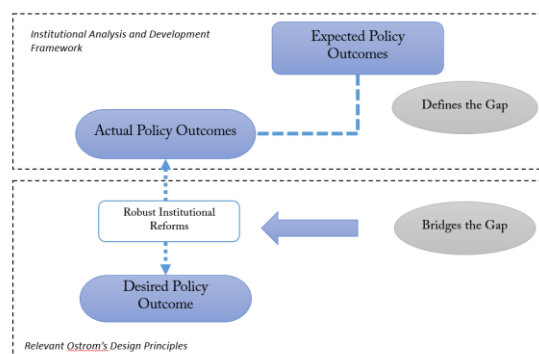 Institutional Analysis and Development
Framework
Expected Policy
Outcomes
Defines the Gap
Actual Policy Outcomes
Robust Institutional
Reforms
Bridges the Gap
Desired Policy
Outcome
Relevant Ostrom's Design Principles